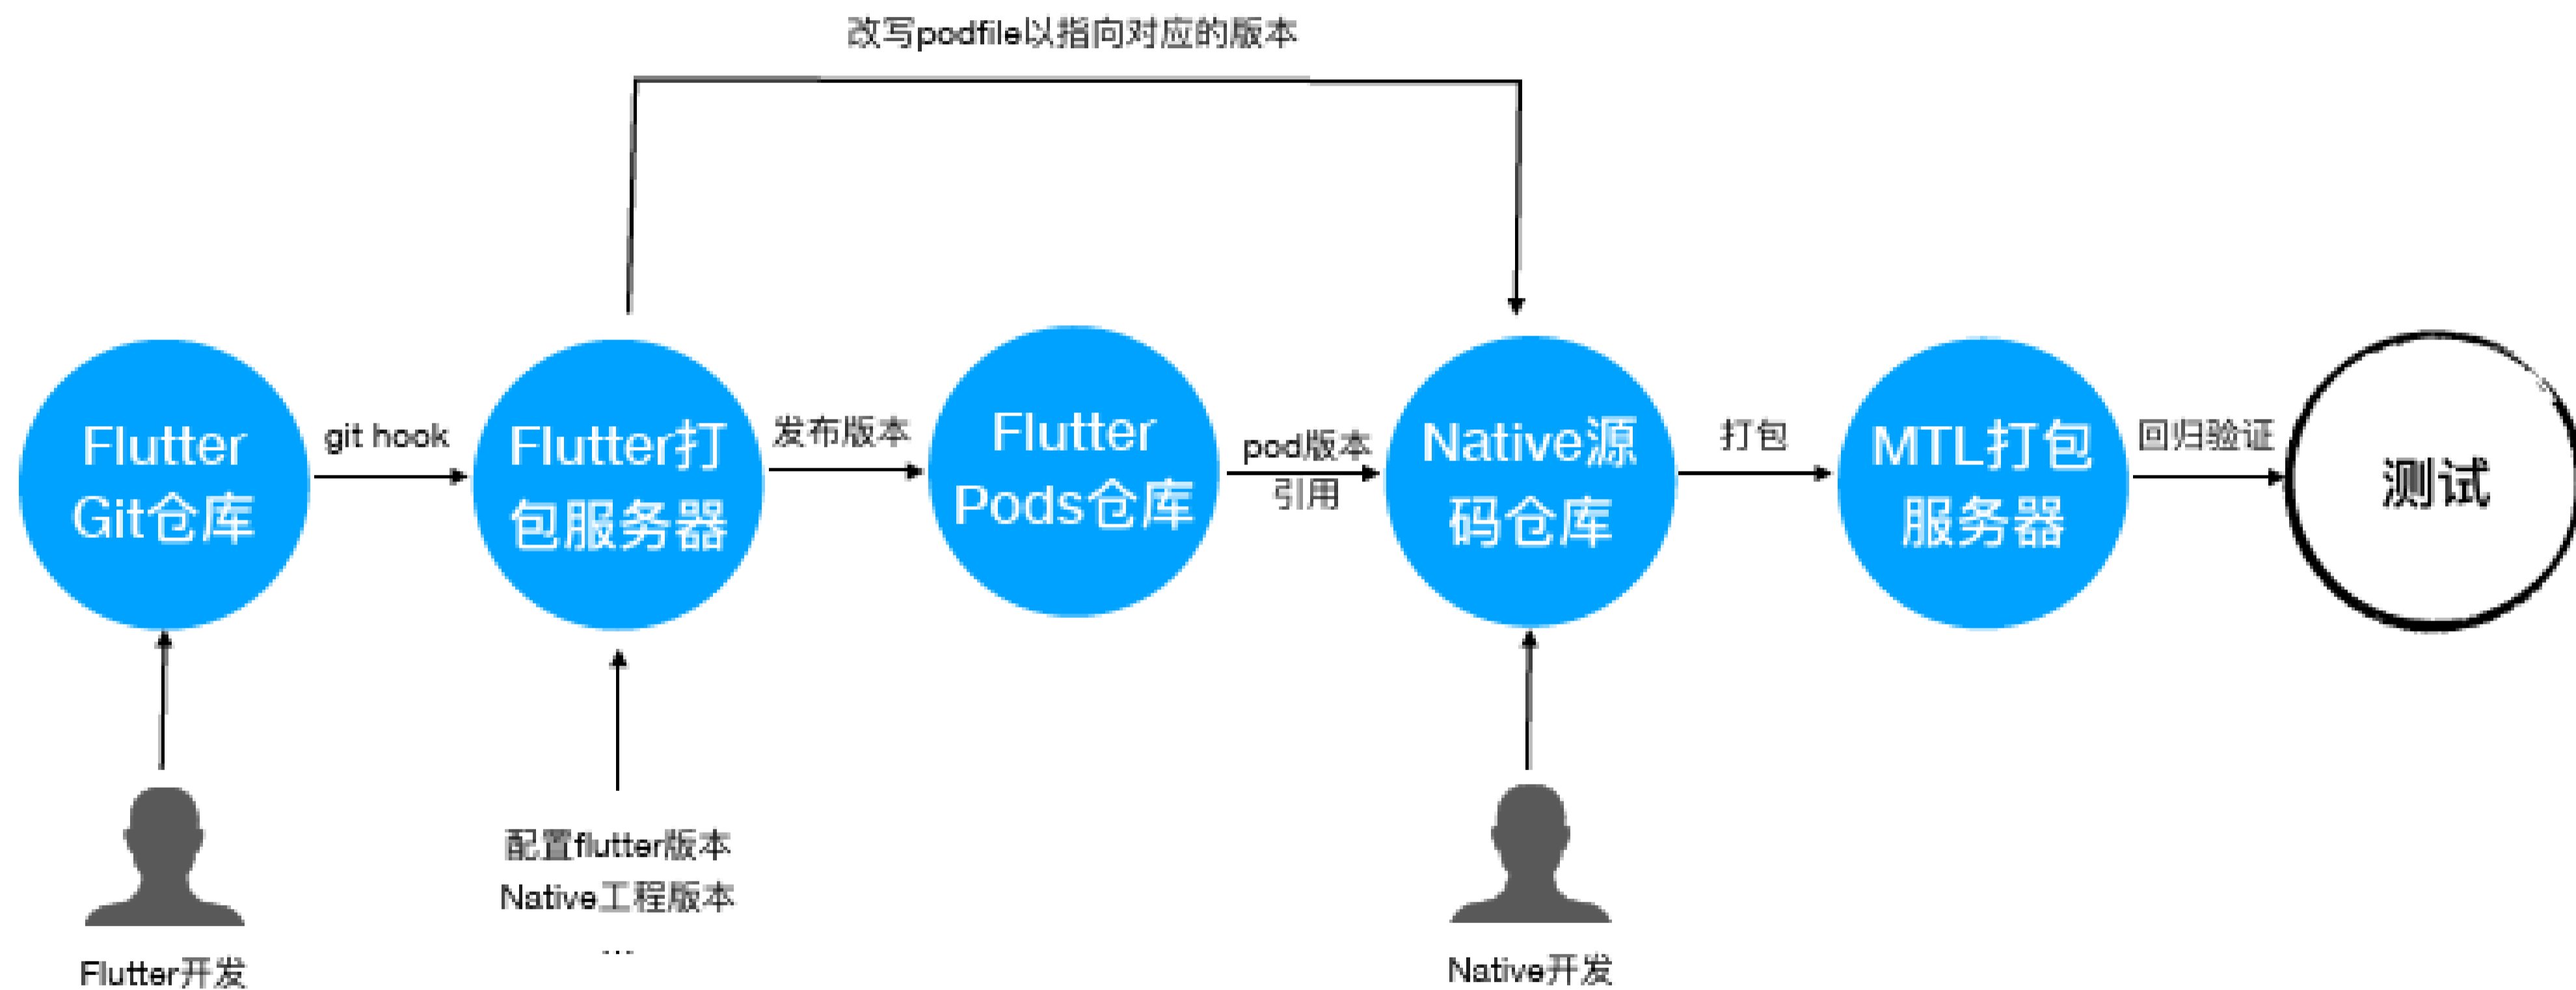 改写podfile以指向对应的版本
Flutter
Git仓库
git hook
Flutter打
包服务器
发布版本
Flutter
Pods仓库
pod版本
引用
Native源
码仓库
打包
MTL打包
服务器
回归验证
测试
配置flutter版本
Native工程版本
...
Flutter开发
Native开发